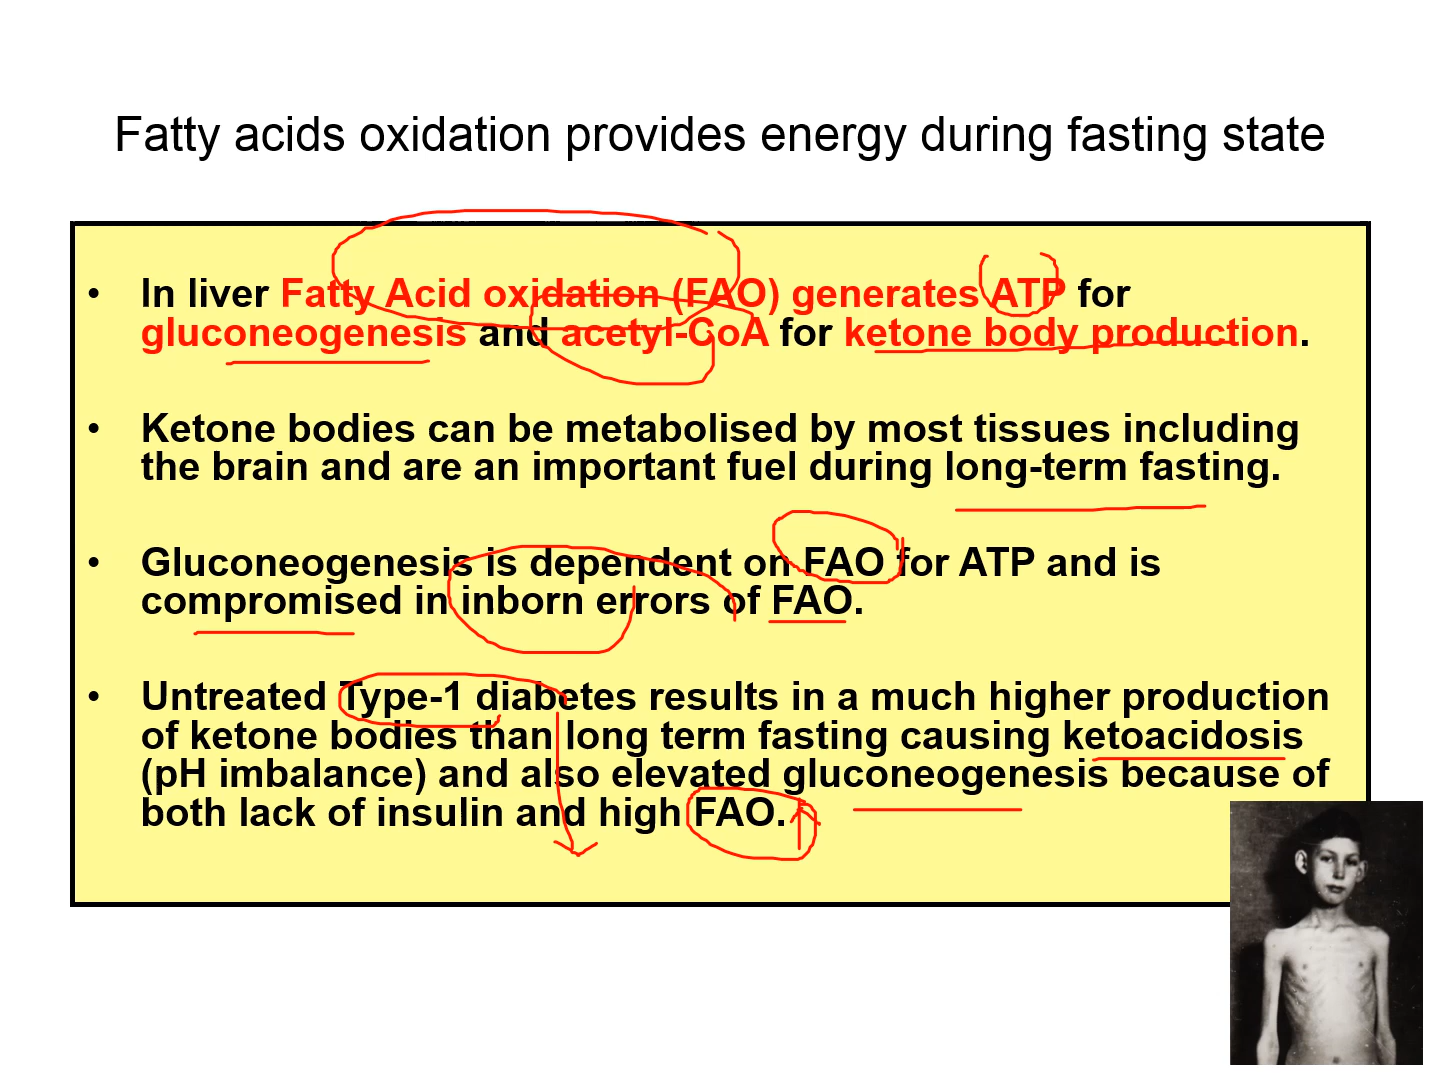 Fatty acids oxidation provides energy during fasting state
• In liver Fatty Acid oxidation (FAO) generates ATP for
gluconeogenesis and acetyl-CoA for ketone body production.
• Ketone bodies can be metabolised by most tissues including
the brain and are an important fuel during long-term fasting.
• Gluconeogenesis is dependent on FAO for ATP and is
compromised in inborn errors of FAO.
• Untreated Type-1 diabetes results in a much higher production
of ketone bodies than long term fasting causing ketoacidosis
(pH imbalance) and also elevated gluconeogenesis because of
both lack of insulin and high FAO.